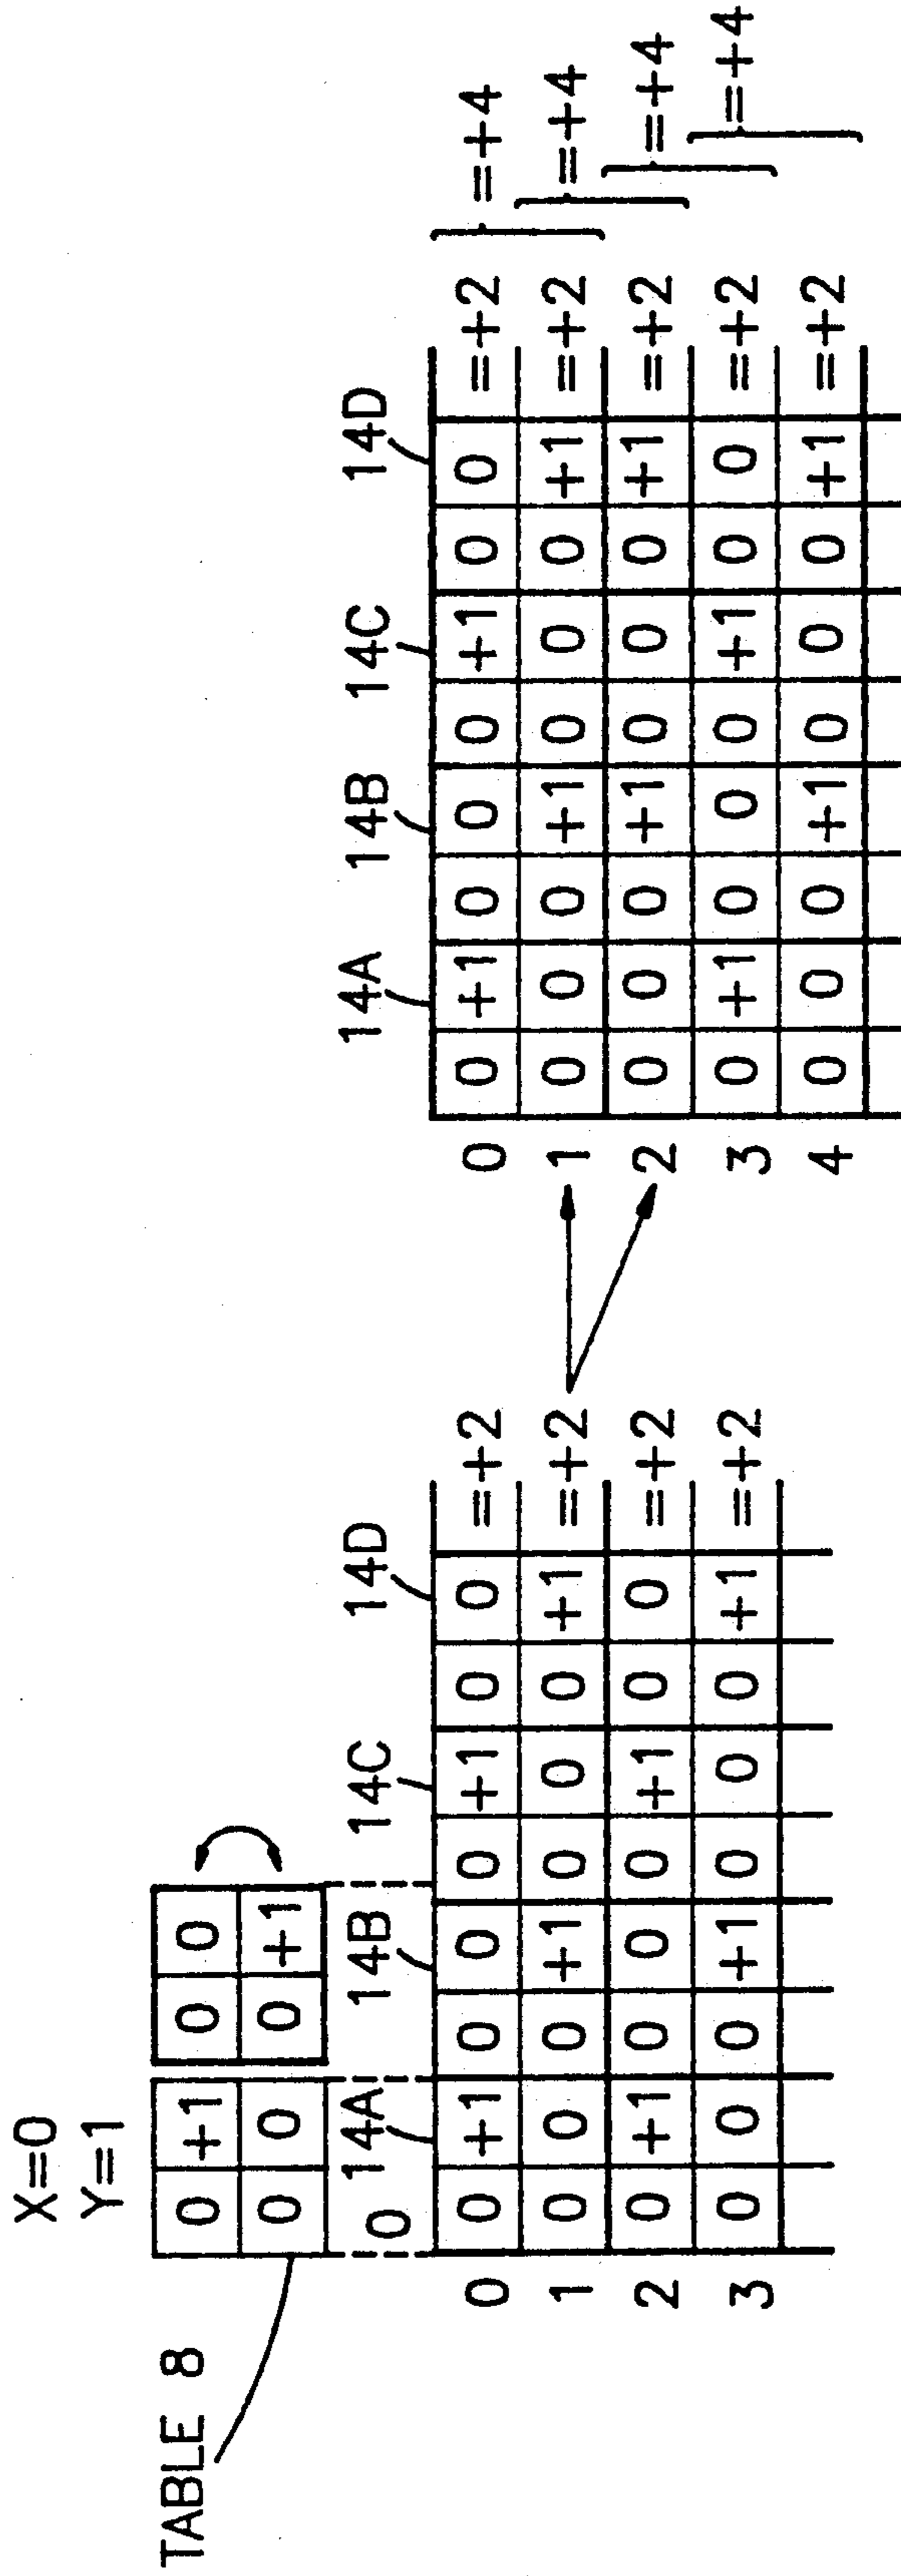 X=0
Y=1
TABLE 8
0 +1 0 0
0 0 0 +1
0 14A 14B 14C 14D
0 0 +1 0 0 0 +1 0 0 =+2
1 0 0 0 +1 0 0 0 +1 =+2
2 0 +1 0 0 0 +1 0 0 =+2
3 0 0 0 +1 0 0 0 +1 =+2
14A 14B 14C 14D
0 0 +1 0 0 0 +1 0 0 =+2 =+4
1 0 0 0 +1 0 0 0 +1 =+2 =+4
2 0 0 0 +1 0 0 0 +1 =+2 =+4
3 0 +1 0 0 0 +1 0 0 =+2 =+4
4 0 0 0 +1 0 0 0 +1 =+2